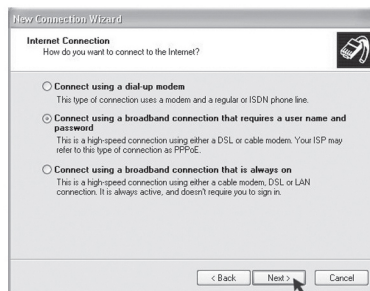 New Connection Wizard
Internet Connection
How do you want to connect to the Internet?
Connect using a dial-up modem
This type of connection uses a modem and a regular or ISDN phone line.
Connect using a broadband connection that requires a user name and
password
This is a high-speed connection using either a DSL or cable modem. Your ISP may
refer to this type of connection as PPPoE.
Connect using a broadband connection that is always on
This is a high-speed connection using either a cable modem, DSL or LAN
connection. It is always active, and doesn't require you to sign in.
< Back Next > Cancel